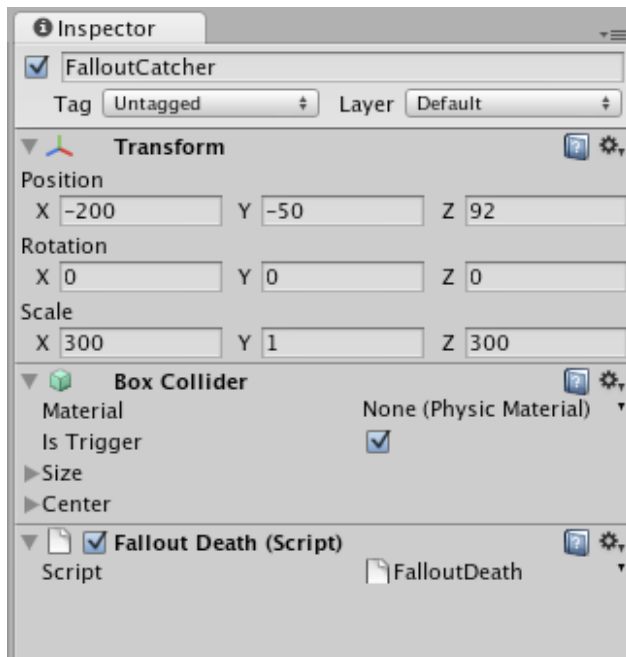 Inspector
FalloutCatcher
Tag Untagged Layer Default
Transform
Position
X -200 Y -50 Z 92
Rotation
X 0 Y 0 Z 0
Scale
X 300 Y 1 Z 300
Box Collider
Material None (Physic Material)
Is Trigger
Size
Center
Fallout Death (Script)
Script FalloutDeath